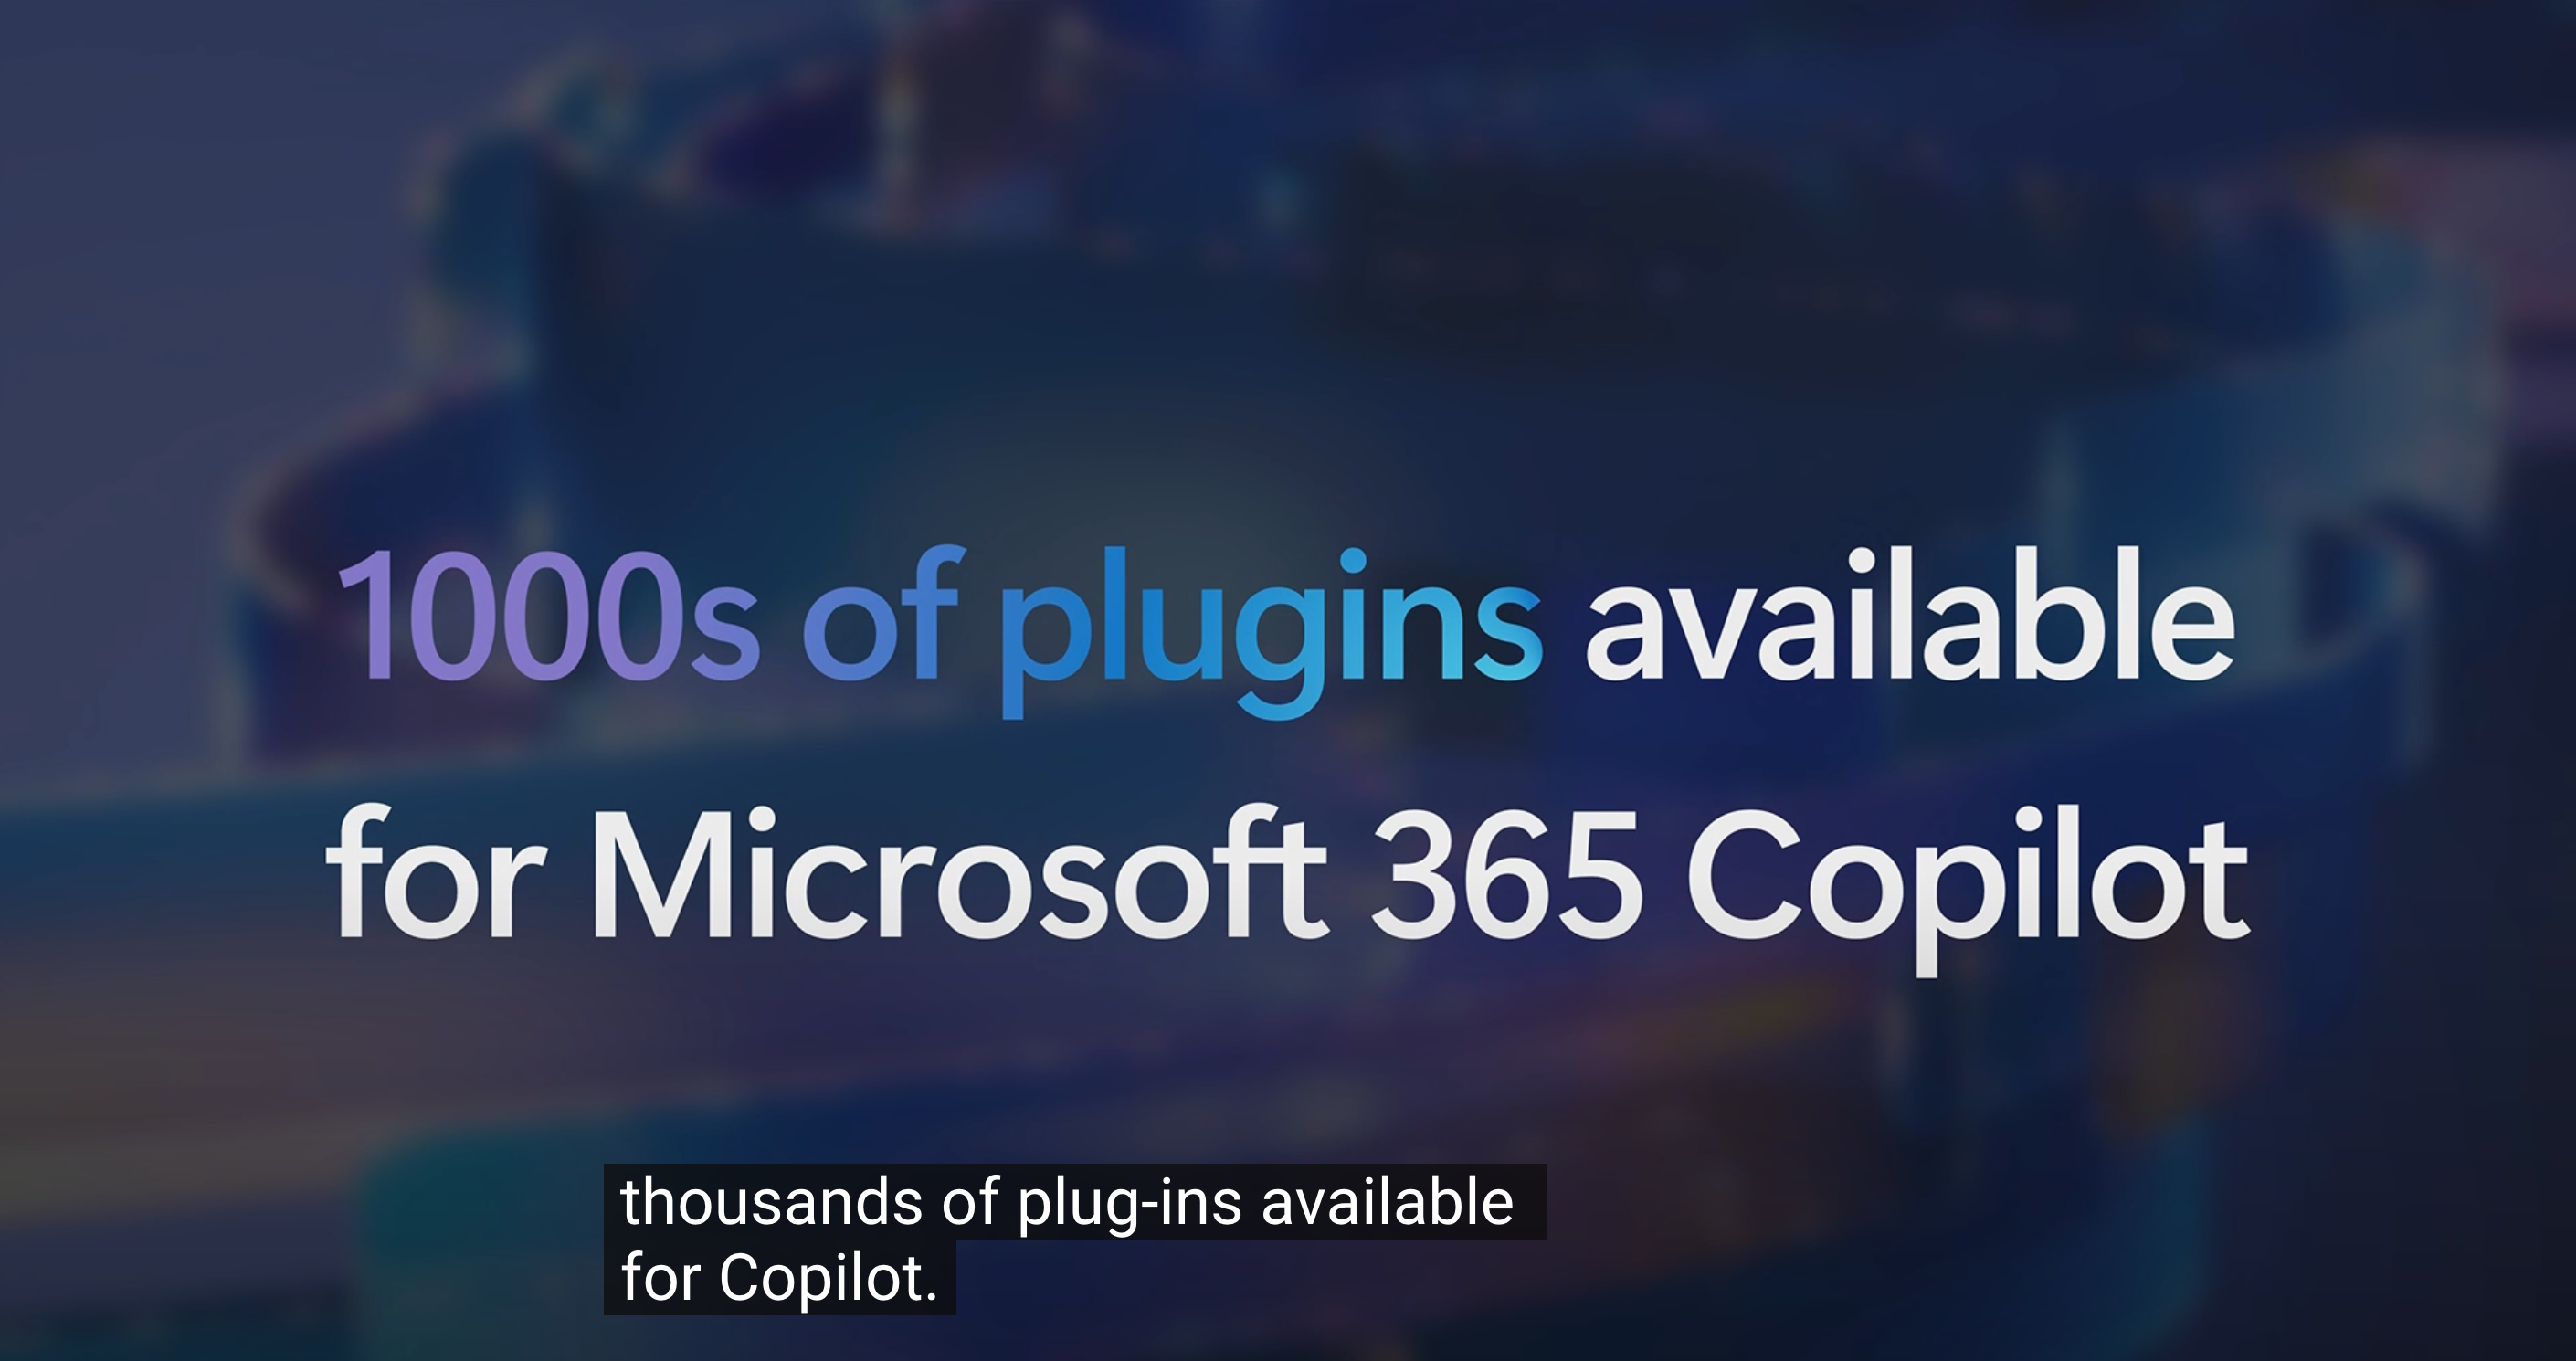 1000s of plugins available
for Microsoft 365 Copilot
thousands of plug-ins available
for Copilot.